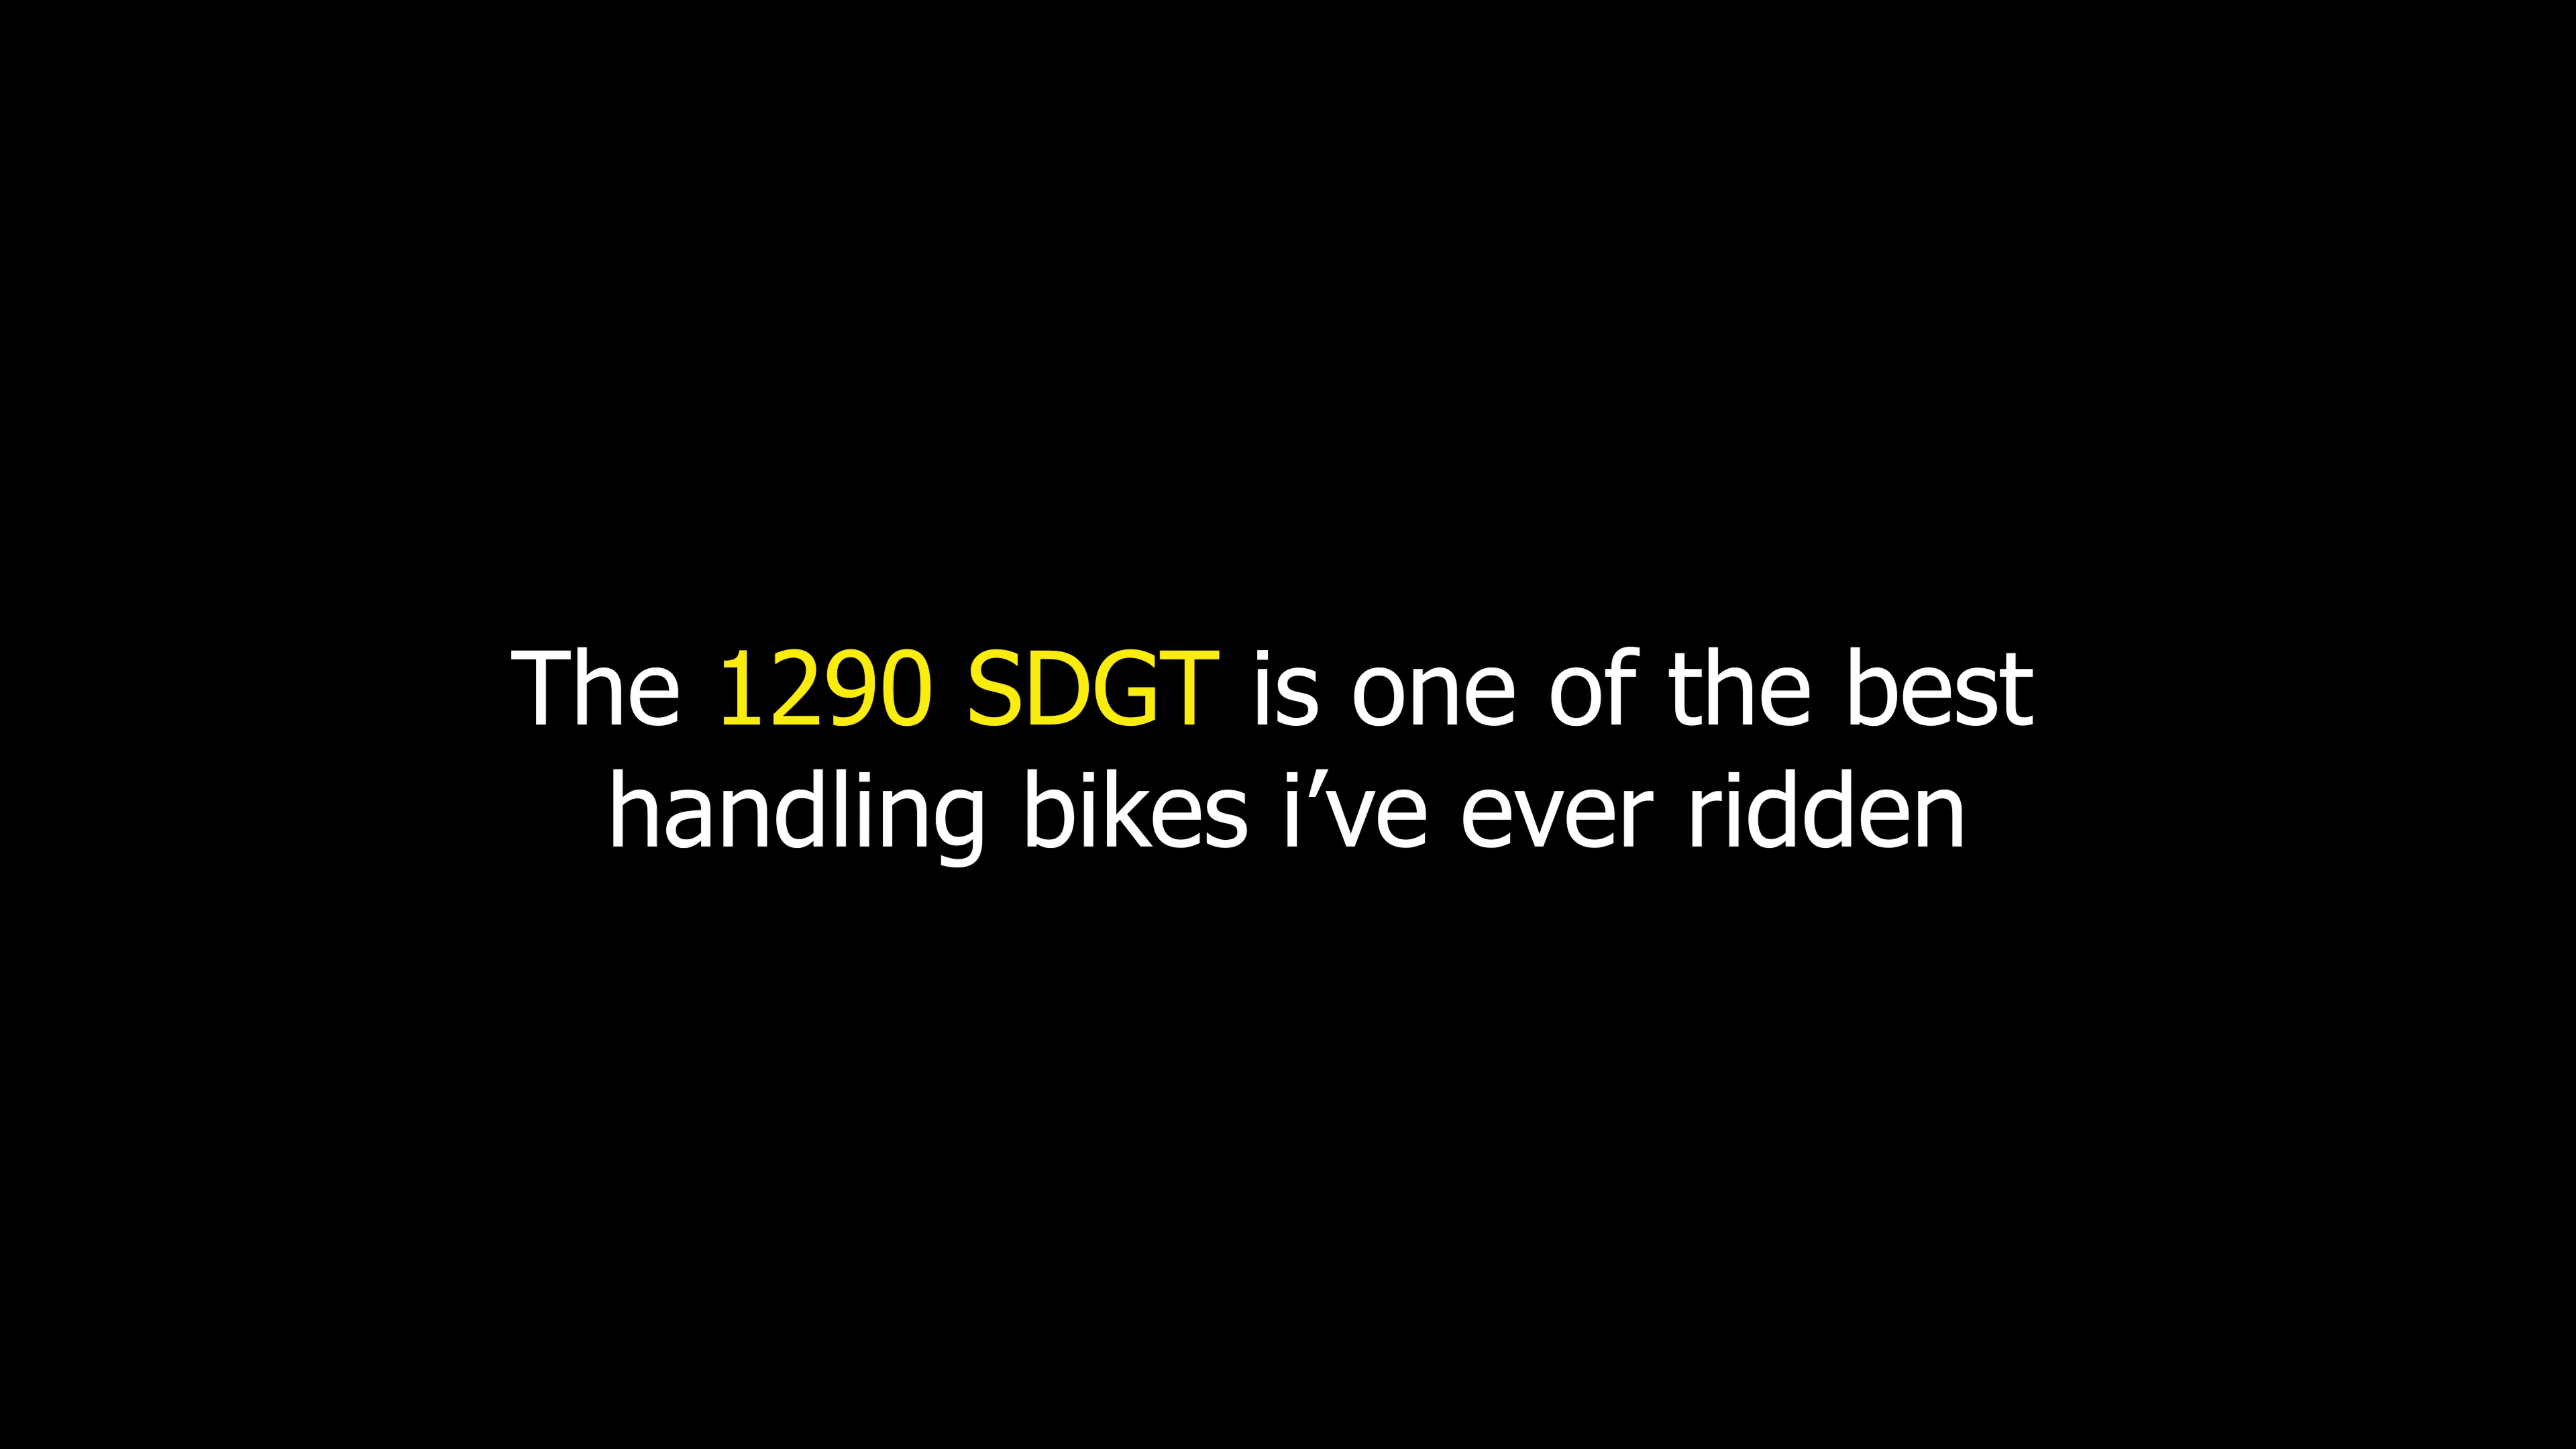 The 1290 SDGT is one of the best
handling bikes i’ve ever ridden